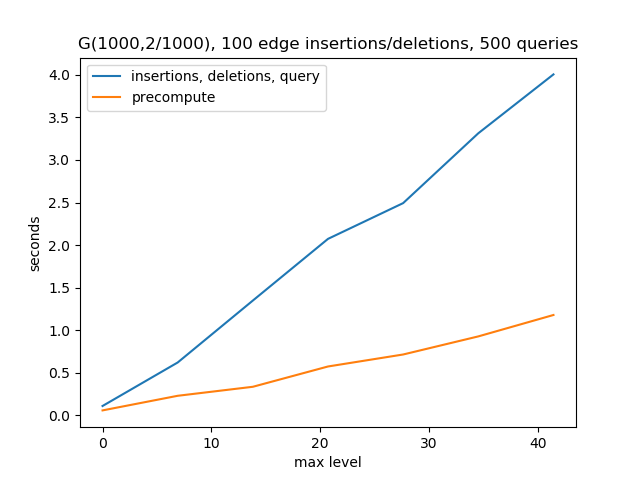 G(1000,2/1000), 100 edge insertions/deletions, 500 queries
insertions, deletions, query
precompute
4.0
3.5
3.0
2.5
2.0
1.5
1.0
0.5
0.0
seconds
0 10 20 30 40
max level